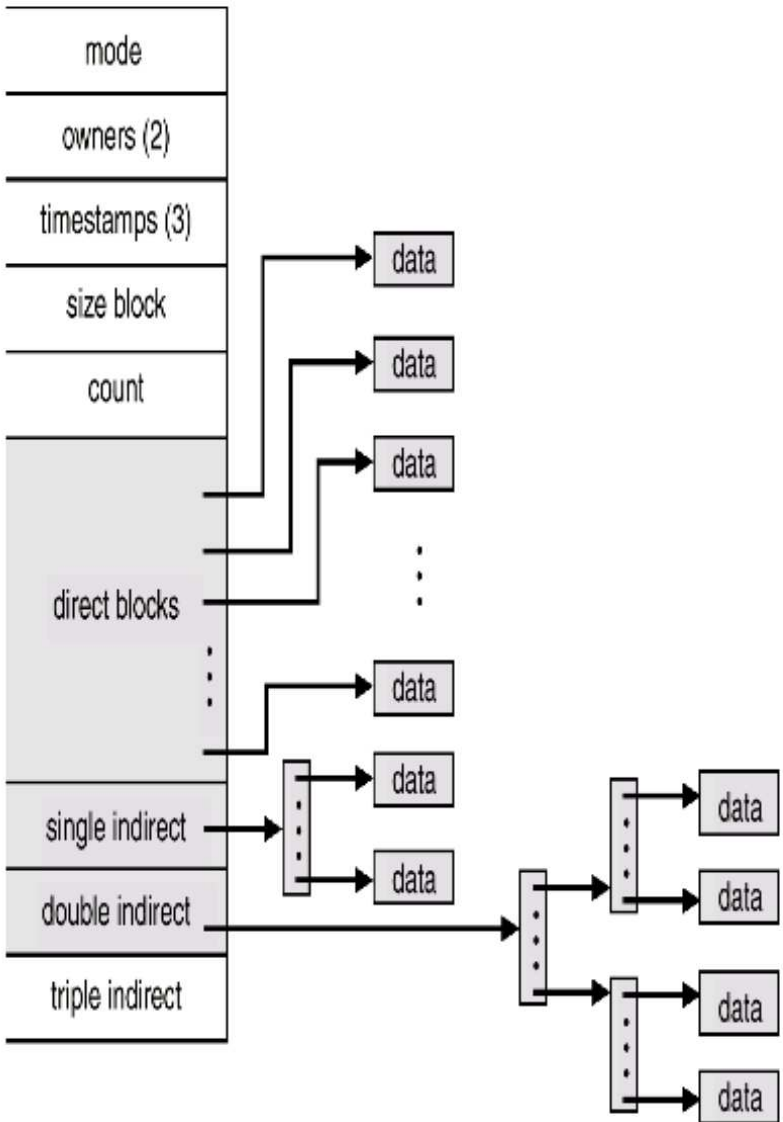 mode
owners (2)
timestamps (3)
size block
count
direct blocks
single indirect
double indirect
triple indirect
data
data
data
data
data
data
data
data
data
data